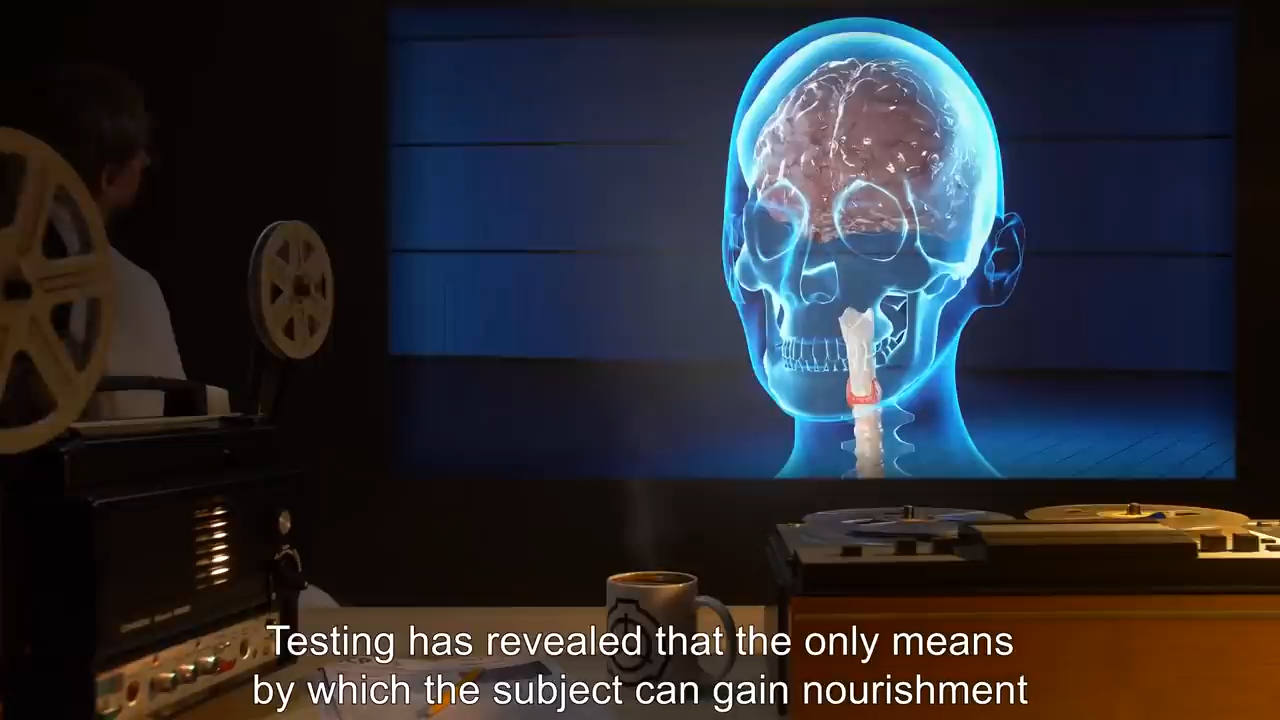 Testing has revealed that the only means
by which the subject can gain nourishment